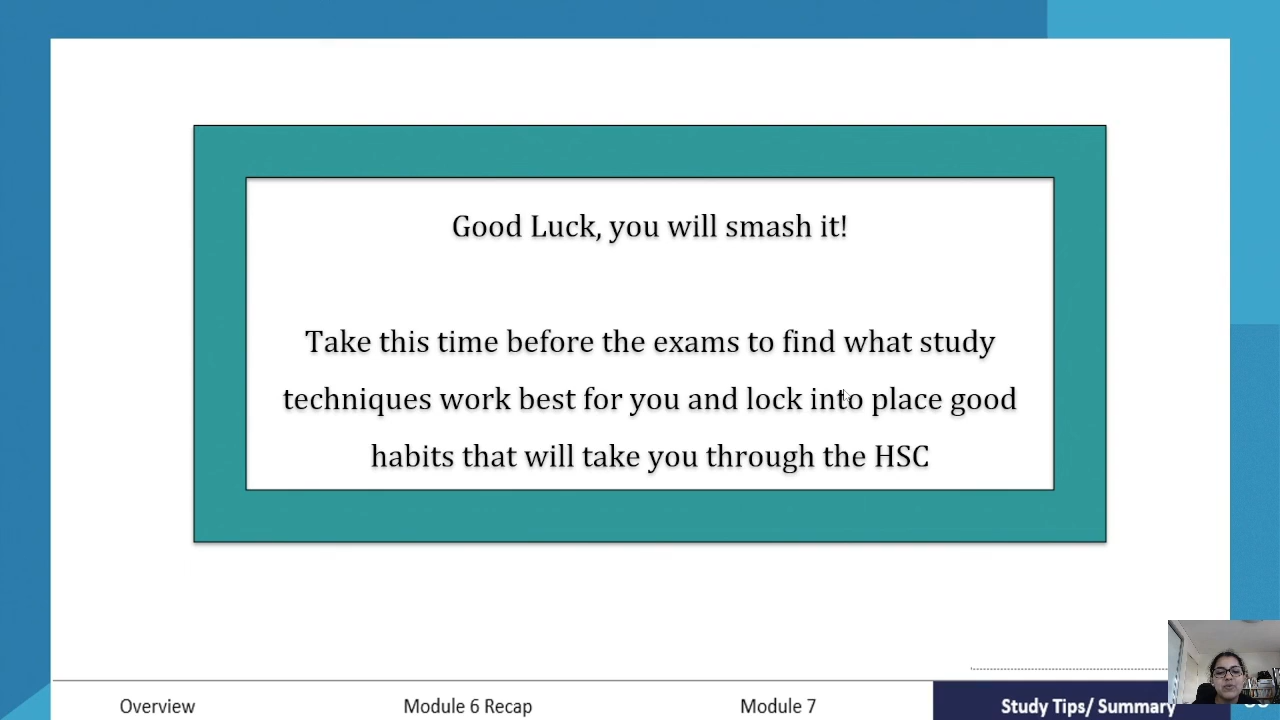 Good Luck, you will smash it!
Take this time before the exams to find what study
techniques work best for you and lock into place good
habits that will take you through the HSC
Overview
Module 6 Recap
Module 7
Study Tips/ Summary